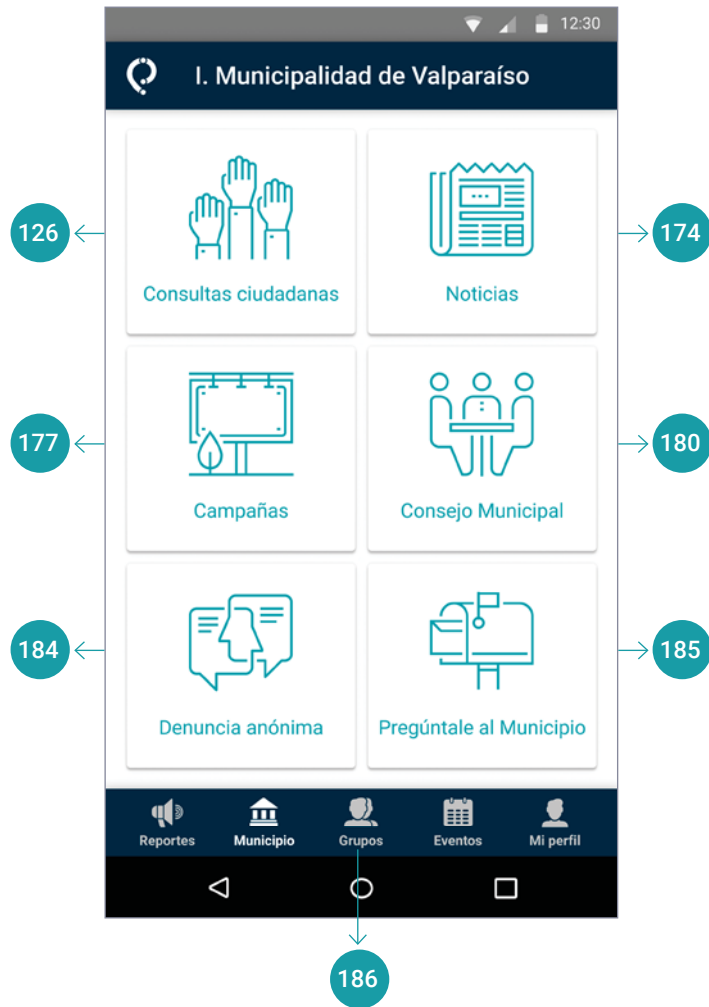 12:30
I. Municipalidad de Valparaíso
126
174
Consultas ciudadanas
Noticias
177
180
Campañas
Consejo Municipal
184
185
Denuncia anónima
Pregúntale al Municipio
Reportes
Municipio
Grupos
Eventos
Mi perfil
186